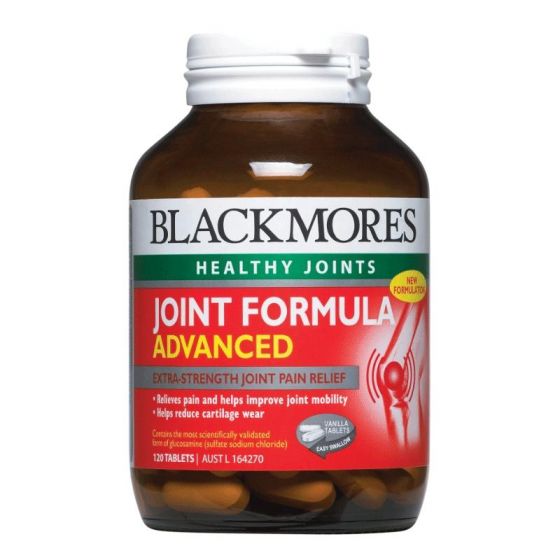 BLACKMORES
HEALTHY JOINTS
NEW
FORMULATION
JOINT FORMULA
ADVANCED
EXTRA-STRENGTH JOINT PAIN RELIEF
• Relieves pain and helps improve joint mobility
• Helps reduce cartilage wear
VANILLA
TABLETS
EASY SWALLOW
Contains the most scientifically validated
form of glucosamine (sulfate sodium chloride)
120 TABLETS | AUST L 164270